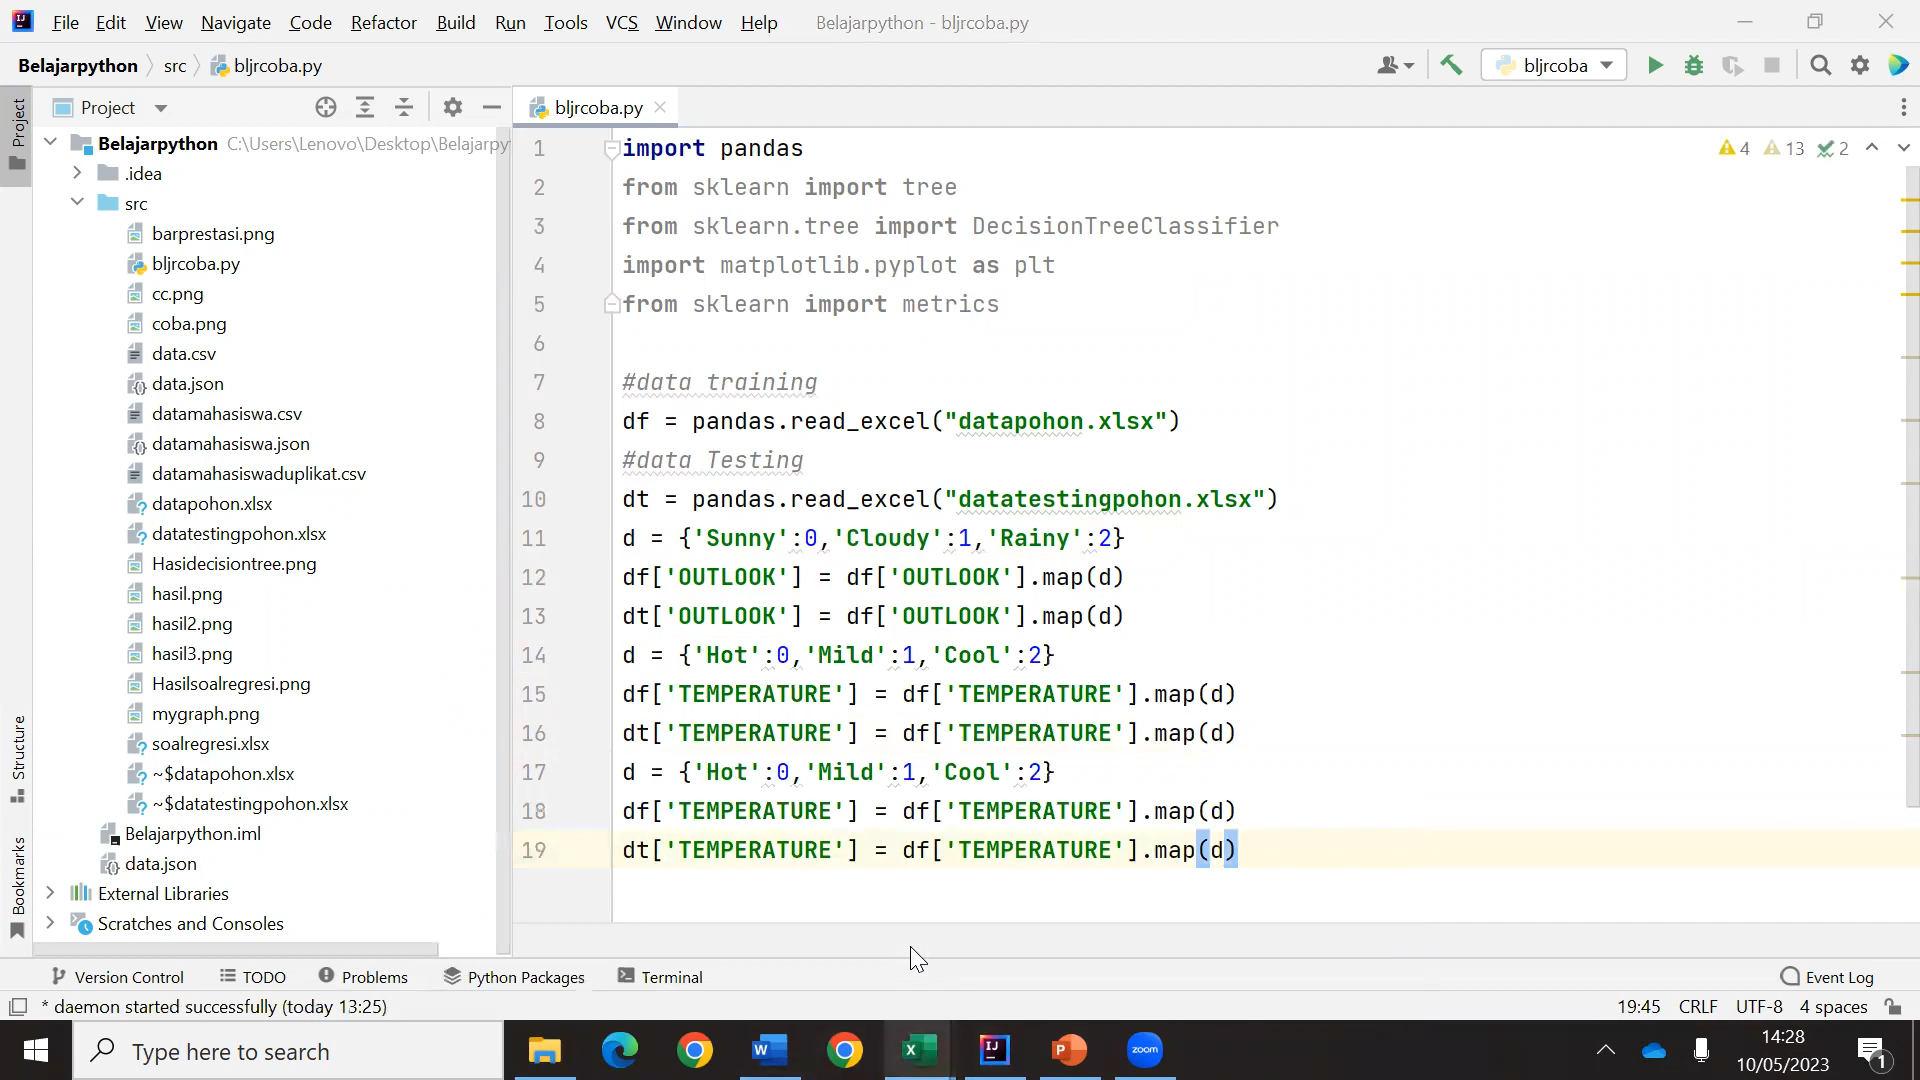 File Edit View Navigate Code Refactor Build Run Tools VCS Window Help Belajarpython - bljrcoba.py
Belajarpython src bljrcoba.py bljrcoba
Project bljrcoba.py
Project
Structure
Bookmarks
Belajarpython C:\Users\Lenovo\Desktop\Belajarpy
.idea
src
barprestasi.png
bljrcoba.py
cc.png
coba.png
data.csv
data.json
datamahasiswa.csv
datamahasiswa.json
datamahasiswaduplikat.csv
datapohon.xlsx
datatestingpohon.xlsx
Hasidecisiontree.png
hasil.png
hasil2.png
hasil3.png
Hasilsoalregresi.png
mygraph.png
soalregresi.xlsx
~$datapohon.xlsx
~$datatestingpohon.xlsx
Belajarpython.iml
data.json
External Libraries
Scratches and Consoles
4 13 2
1 import pandas
2 from sklearn import tree
3 from sklearn.tree import DecisionTreeClassifier
4 import matplotlib.pyplot as plt
5 from sklearn import metrics
6
7 #data training
8 df = pandas.read_excel("datapohon.xlsx")
9 #data Testing
10 dt = pandas.read_excel("datatestingpohon.xlsx")
11 d = {'Sunny':0,'Cloudy':1,'Rainy':2}
12 df['OUTLOOK'] = df['OUTLOOK'].map(d)
13 dt['OUTLOOK'] = df['OUTLOOK'].map(d)
14 d = {'Hot':0,'Mild':1,'Cool':2}
15 df['TEMPERATURE'] = df['TEMPERATURE'].map(d)
16 dt['TEMPERATURE'] = df['TEMPERATURE'].map(d)
17 d = {'Hot':0,'Mild':1,'Cool':2}
18 df['TEMPERATURE'] = df['TEMPERATURE'].map(d)
19 dt['TEMPERATURE'] = df['TEMPERATURE'].map(d)
Version Control TODO Problems Python Packages Terminal Event Log
* daemon started successfully (today 13:25) 19:45 CRLF UTF-8 4 spaces
Type here to search zoom 14:28
10/05/2023 1